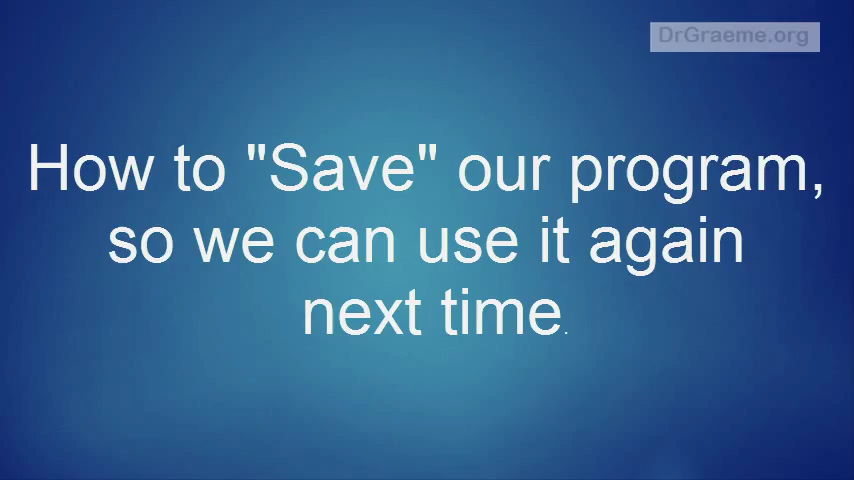 DrGraeme.org
How to "Save" our program,
so we can use it again
next time.